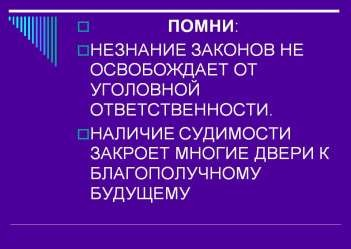 ПОМНИ:
НЕЗНАНИЕ ЗАКОНОВ НЕ
ОСВОБОЖДАЕТ ОТ
УГОЛОВНОЙ
ОТВЕТСТВЕННОСТИ.
НАЛИЧИЕ СУДИМОСТИ
ЗАКРОЕТ МНОГИЕ ДВЕРИ К
БЛАГОПОЛУЧНОМУ
БУДУЩЕМУ